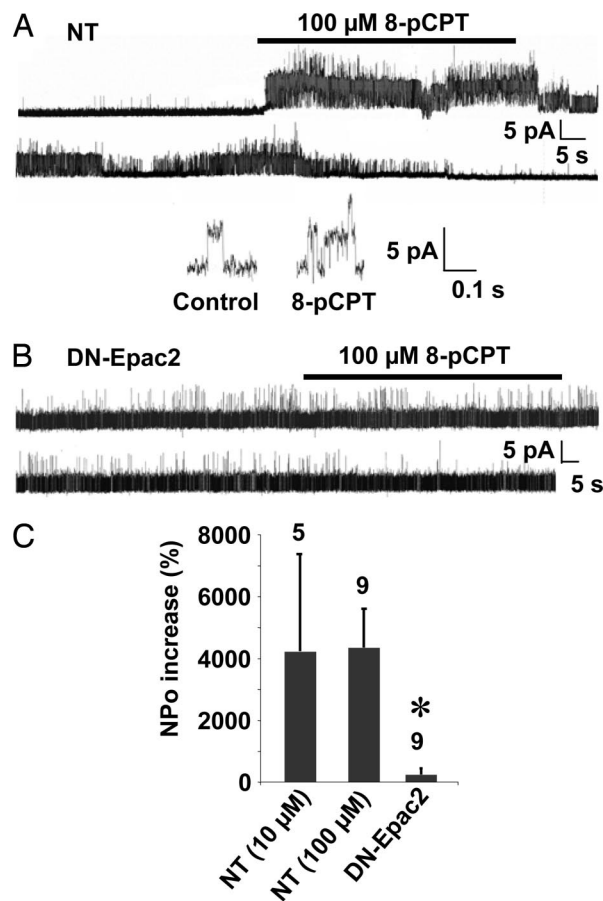 A
NT
100 µM 8-pCPT
5 pA
5 s
5 pA
0.1 s
Control
8-pCPT
B
DN-Epac2
100 µM 8-pCPT
5 pA
5 s
C
NPo increase (%)
8000
6000
4000
2000
0
5
9
*
9
NT (10 µM)
NT (100 µM)
DN-Epac2